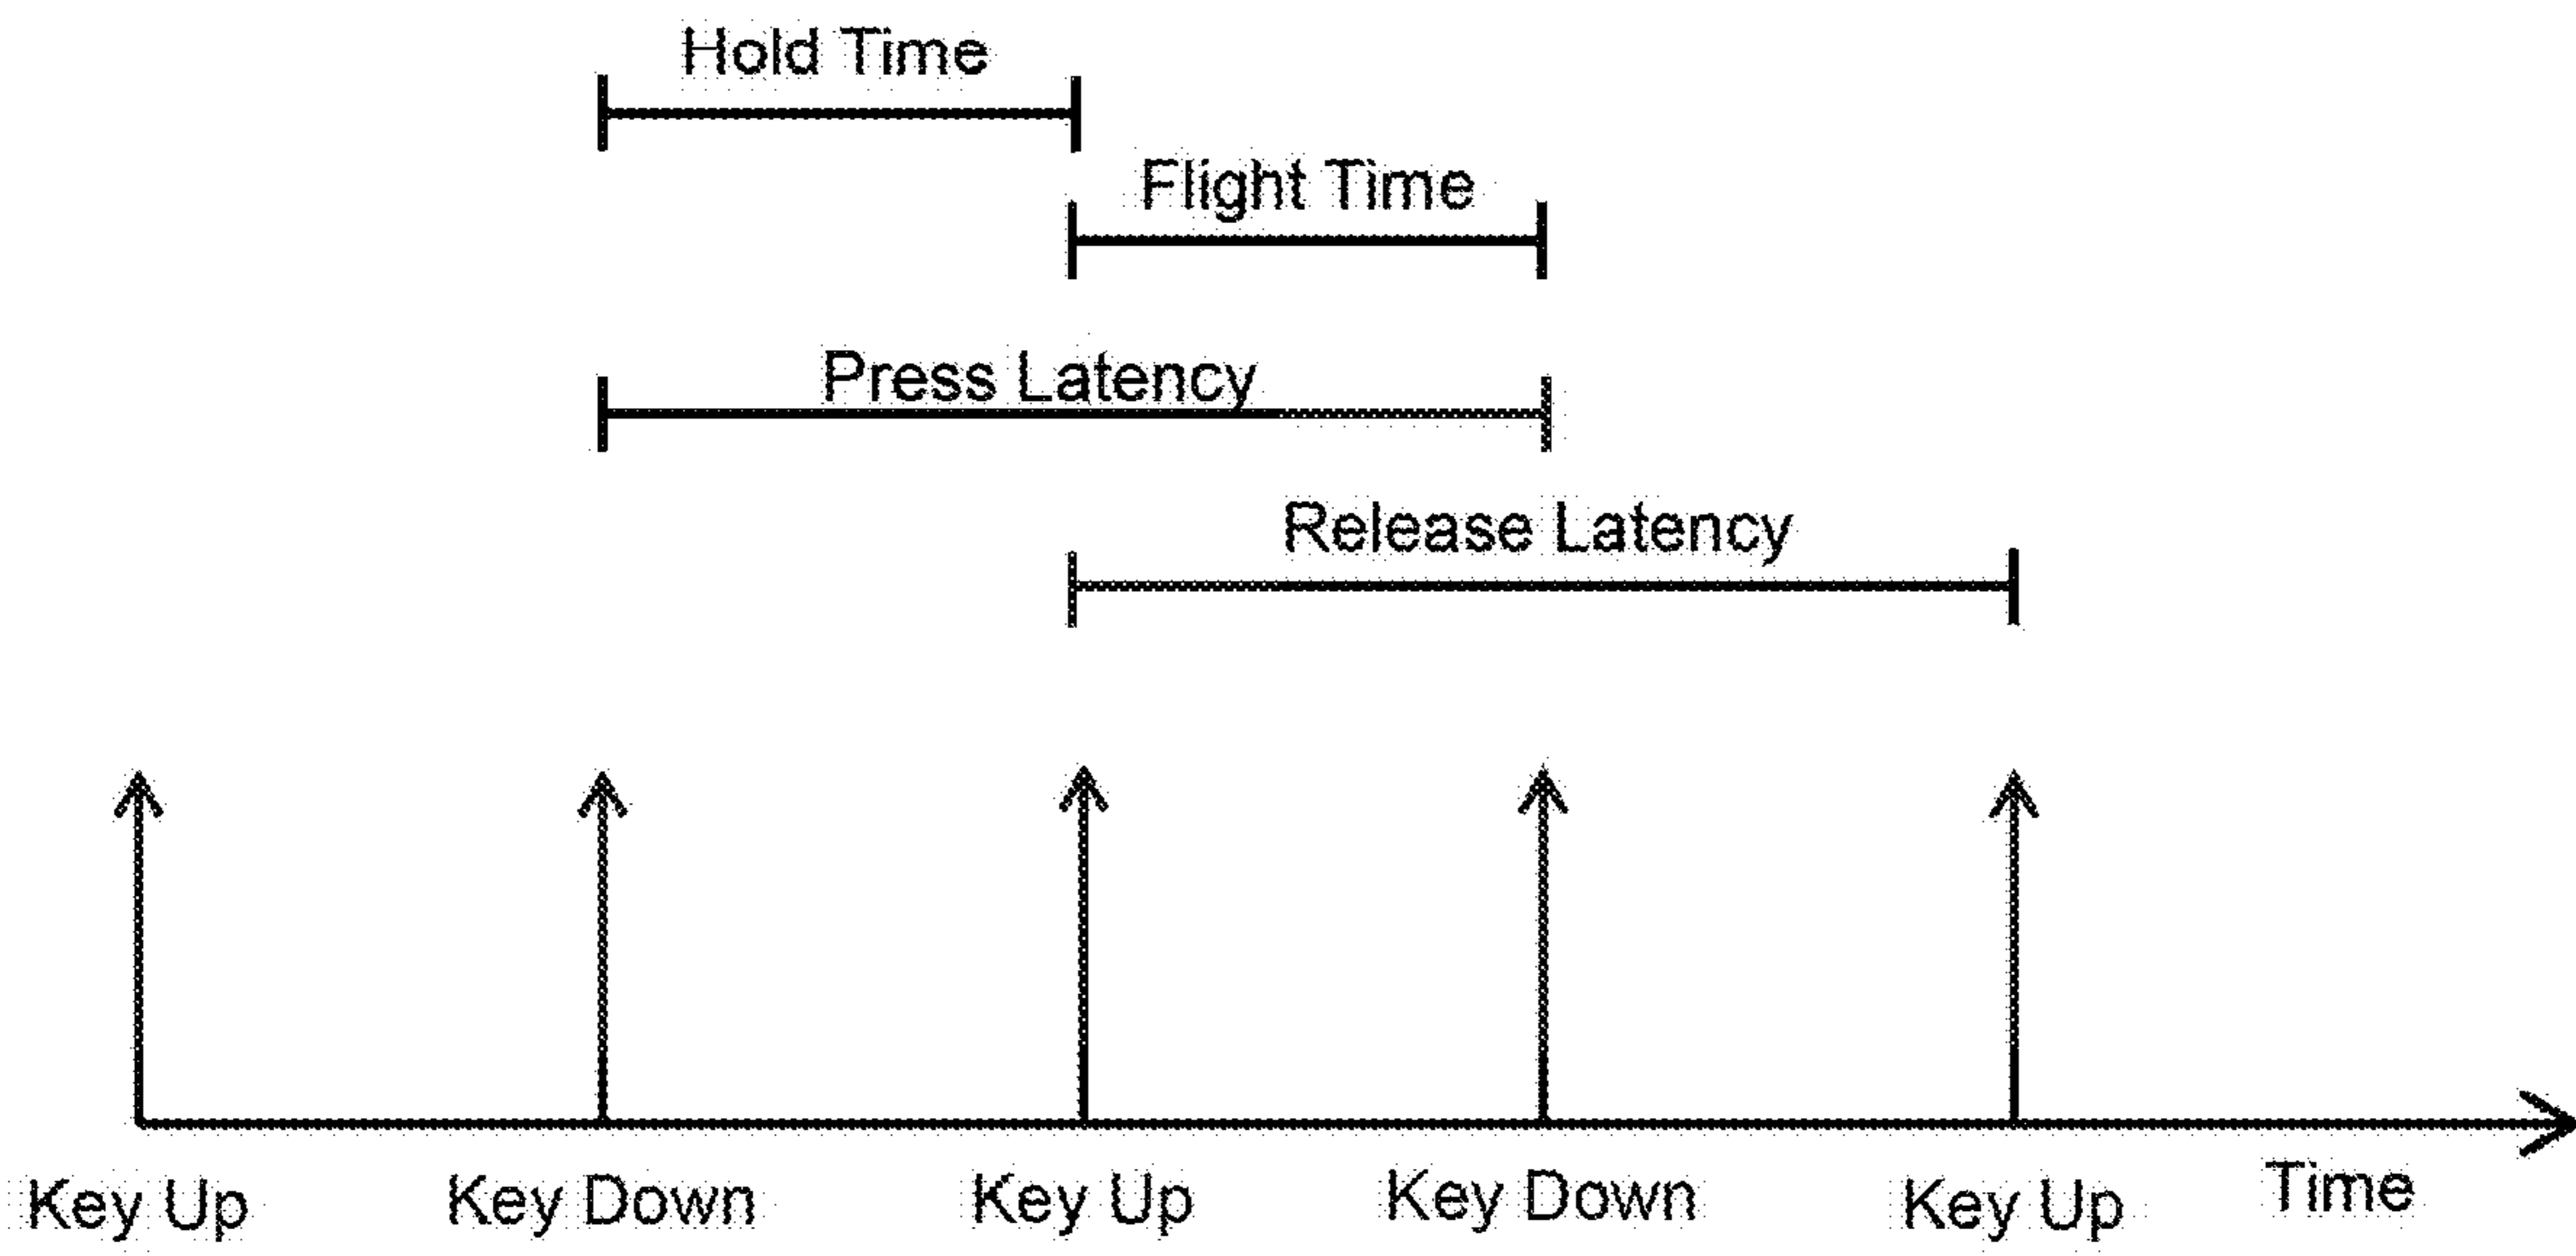 Hold Time
Flight Time
Press Latency
Release Latency
Key Up
Key Down
Key Up
Key Down
Key Up
Time